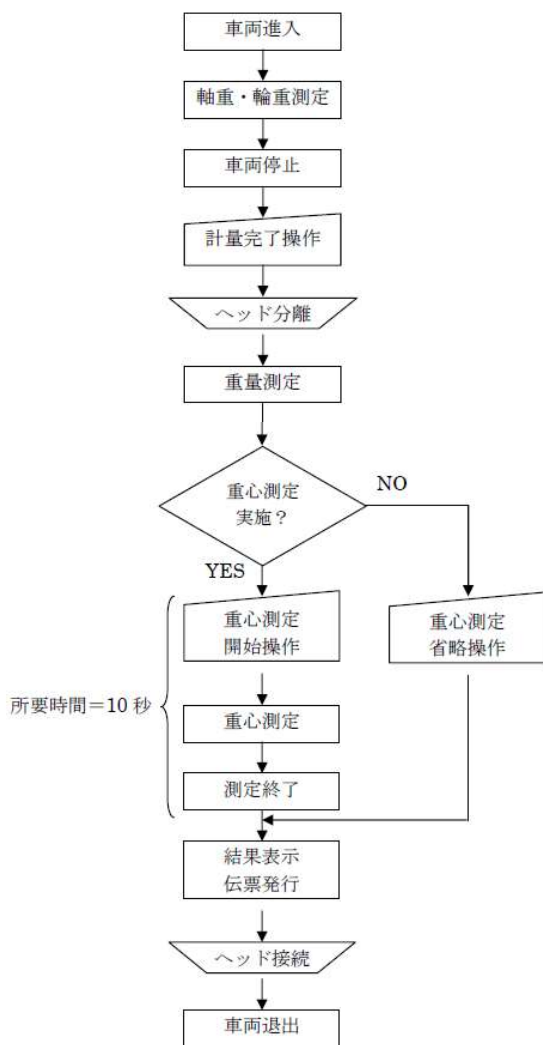 車両進入
軸重・輪重測定
車両停止
計量完了操作
ヘッド分離
重量測定
重心測定
実施？
NO
YES
重心測定
開始操作
重心測定
省略操作
所要時間＝10 秒
重心測定
測定終了
結果表示
伝票発行
ヘッド接続
車両退出